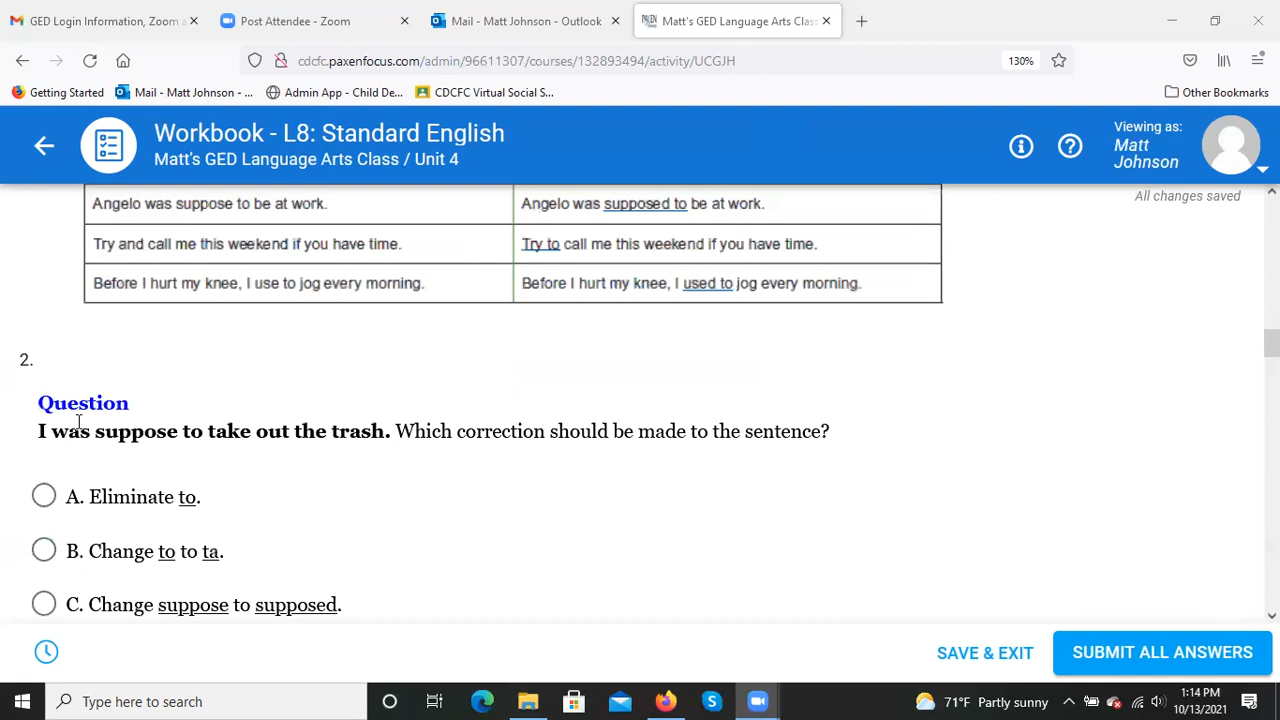 GED Login Information, Zoom a
Post Attendee - Zoom
Mail - Matt Johnson - Outlook
PAXEN
Matt's GED Language Arts Class
cdcfc.paxenfocus.com/admin/96611307/courses/132893494/activity/UCGJH
130%
Getting Started
Mail - Matt Johnson - ...
Admin App - Child De...
CDCFC Virtual Social S...
Other Bookmarks
Workbook - L8: Standard English
Matt's GED Language Arts Class / Unit 4
Viewing as:
Matt
Johnson
All changes saved
Angelo was suppose to be at work.
Angelo was supposed to be at work.
Try and call me this weekend if you have time.
Try to call me this weekend if you have time.
Before I hurt my knee, I use to jog every morning.
Before I hurt my knee, I used to jog every morning.
2.
Question
I was suppose to take out the trash. Which correction should be made to the sentence?
A. Eliminate to.
B. Change to to ta.
C. Change suppose to supposed.
SAVE & EXIT
SUBMIT ALL ANSWERS
Type here to search
71°F Partly sunny
1:14 PM
10/13/2021